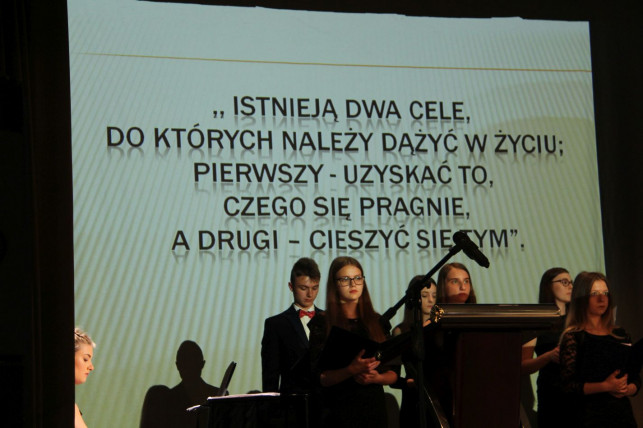 ,, ISTNIEJĄ DWA CELE,
DO KTÓRYCH NALEŻY DĄŻYĆ W ŻYCIU;
PIERWSZY - UZYSKAĆ TO,
CZEGO SIĘ PRAGNIE,
A DRUGI – CIESZYĆ SIĘ TYM”.